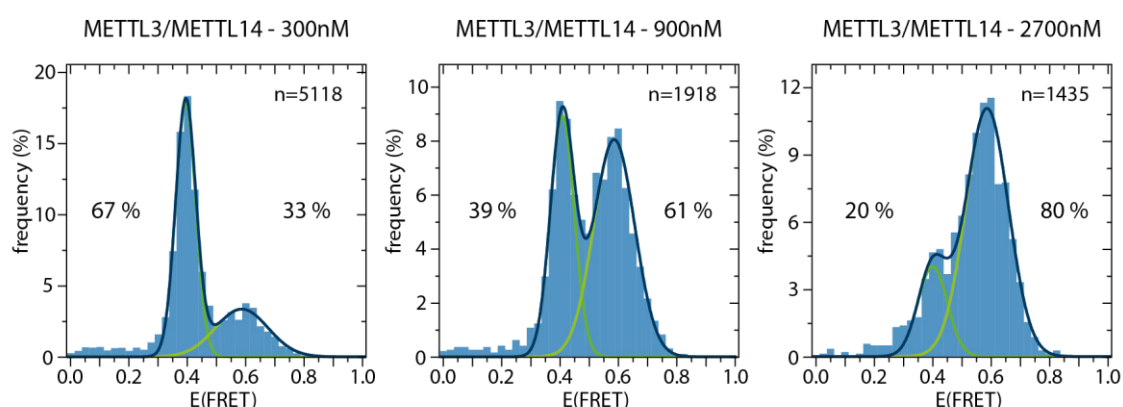 METTL3/METTL14 - 300nM
METTL3/METTL14 - 900nM
METTL3/METTL14 - 2700nM
20
15
10
5
0
frequency (%)
n=5118
67 %
33 %
0.0 0.2 0.4 0.6 0.8 1.0
E(FRET)
10
8
6
4
2
0
frequency (%)
n=1918
39 %
61 %
0.0 0.2 0.4 0.6 0.8 1.0
E(FRET)
12
9
6
3
0
frequency (%)
n=1435
20 %
80 %
0.0 0.2 0.4 0.6 0.8 1.0
E(FRET)